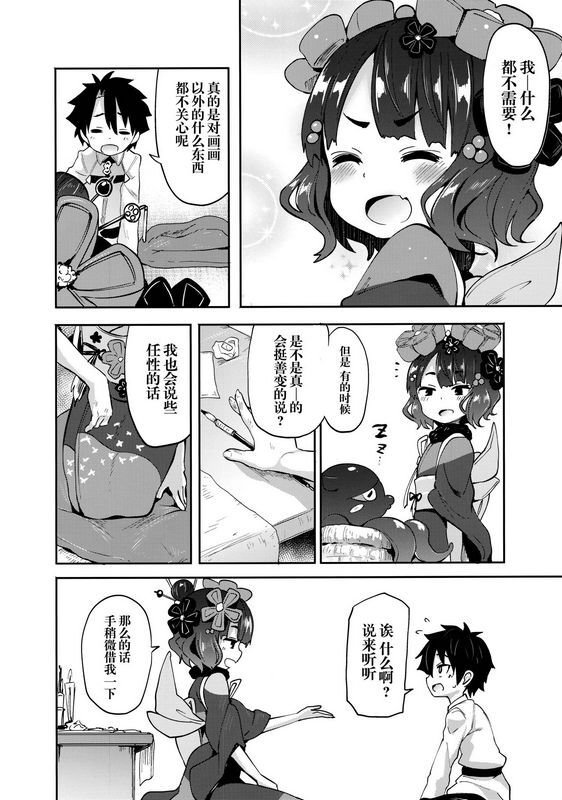 我—什么
都不需要！
真的是对画画
以外的什么东西
都不关心呢
但是 有的时候
是不是真—的
会挺善变的说？
我也会说些
任性的话
诶 什么啊？
说来听听
那么的话
手稍微借我一下